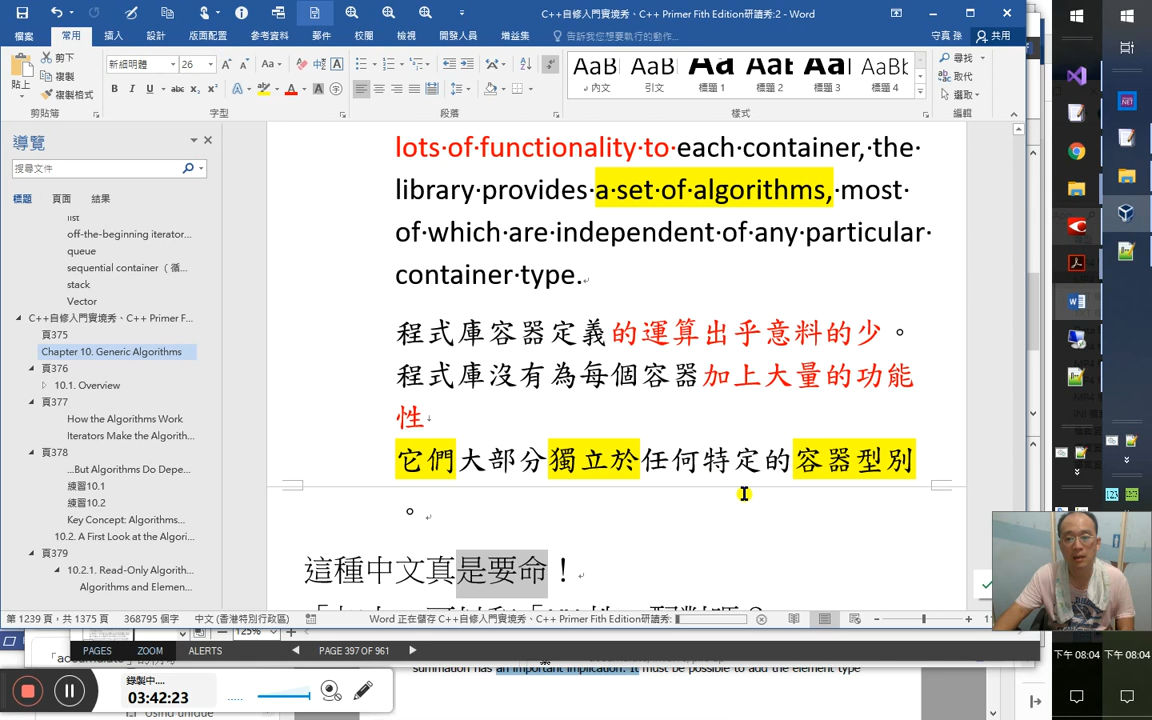 C++自修入門實境秀、C++ Primer Fith Edition研讀秀:2 - Word
檔案 常用 插入 設計 版面配置 參考資料 郵件 校閱 檢視 開發人員 增益集 告訴我您想要執行的動作... 守真 孫 共用
貼上 剪下 複製 複製格式
新細明體 26
AaB AaB Aa AaE AaI AaBb
內文 引文 標題 1 標題 2 標題 3 標題 4
尋找 取代 選取
剪貼簿 字型 段落 樣式 編輯
導覽
搜尋文件
標題 頁面 結果
list
off-the-beginning iterator...
queue
sequential container（循...
stack
Vector
C++自修入門實境秀、C++ Primer F...
頁375
Chapter 10. Generic Algorithms
頁376
10.1. Overview
頁377
How the Algorithms Work
Iterators Make the Algorith...
頁378
...But Algorithms Do Depe...
練習10.1
練習10.2
Key Concept: Algorithms...
10.2. A First Look at the Algori...
頁379
10.2.1. Read-Only Algorith...
Algorithms and Elemen...
lots·of·functionality·to·each·container,·the·
library·provides·a·set·of·algorithms,·most·
of·which·are·independent·of·any·particular·
container·type.
程式庫容器定義的運算出乎意料的少。
程式庫沒有為每個容器加上大量的功能
性
它們大部分獨立於任何特定的容器型別
。
這種中文真是要命！
第 1239 頁，共 1375 頁 368795 個字 中文 (香港特別行政區) Word 正在儲存 C++自修入門實境秀、C++ Primer Fith Edition研讀秀:
125%
PAGES ZOOM ALERTS PAGE 397 OF 961
summation has an important implication: It must be possible to add the element type
錄製中....
03:42:23
下午 08:04 下午 08:04